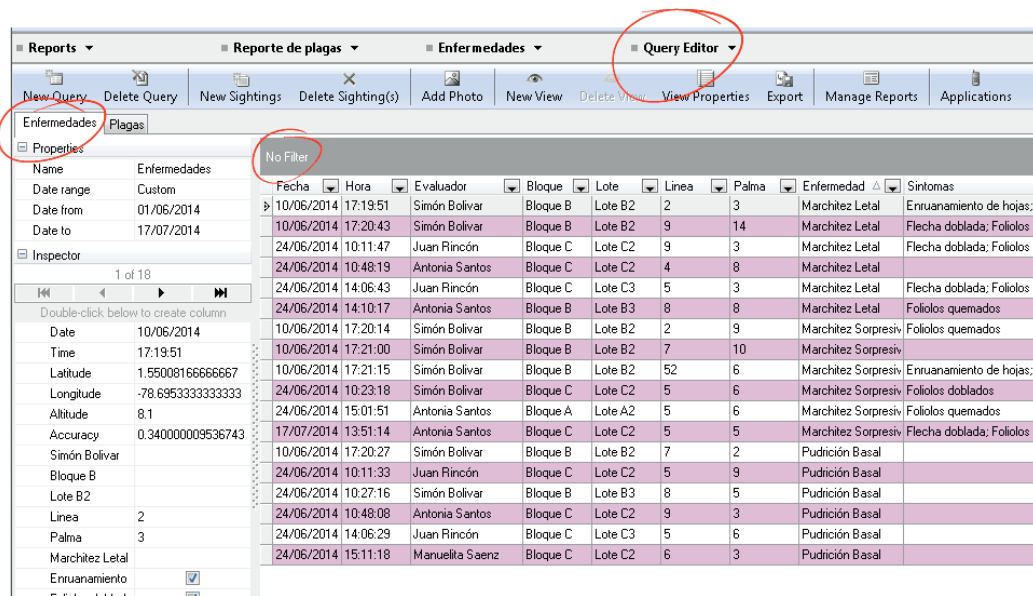 Reports Reporte de plagas Enfermedades Query Editor
New Query Delete Query New Sightings Delete Sighting(s) Add Photo New View Delete View View Properties Export Manage Reports Applications
Enfermedades Plagas
Properties
Name Enfermedades
Date range Custom
Date from 01/06/2014
Date to 17/07/2014
Inspector
1 of 18
Double-click below to create column
Date 10/06/2014
Time 17:19:51
Latitude 1.55008166666667
Longitude -78.6953333333333
Altitude 8.1
Accuracy 0.340000009536743
Simón Bolivar
Bloque B
Lote B2
Linea 2
Palma 3
Marchitez Letal
Enruanamiento
No Filter
Fecha Hora Evaluador Bloque Lote Linea Palma Enfermedad Sintomas
10/06/2014 17:19:51 Simón Bolivar Bloque B Lote B2 2 3 Marchitez Letal Enruanamiento de hojas;
10/06/2014 17:20:43 Simón Bolivar Bloque B Lote B2 9 14 Marchitez Letal Flecha doblada; Foliolos
24/06/2014 10:11:47 Juan Rincón Bloque C Lote C2 9 3 Marchitez Letal Flecha doblada; Foliolos
24/06/2014 10:48:19 Antonia Santos Bloque C Lote C2 4 8 Marchitez Letal
24/06/2014 14:06:43 Juan Rincón Bloque C Lote C3 5 3 Marchitez Letal Flecha doblada; Foliolos
24/06/2014 14:10:17 Antonia Santos Bloque B Lote B3 8 8 Marchitez Letal Foliolos quemados
10/06/2014 17:20:14 Simón Bolivar Bloque B Lote B2 2 9 Marchitez Sorpresiv Foliolos quemados
10/06/2014 17:21:00 Simón Bolivar Bloque B Lote B2 7 10 Marchitez Sorpresiv
10/06/2014 17:21:15 Simón Bolivar Bloque B Lote B2 52 6 Marchitez Sorpresiv Enruanamiento de hojas;
24/06/2014 10:23:18 Simón Bolivar Bloque C Lote C2 5 6 Marchitez Sorpresiv Foliolos doblados
24/06/2014 15:01:51 Antonia Santos Bloque A Lote A2 5 6 Marchitez Sorpresiv Foliolos quemados
17/07/2014 13:51:14 Antonia Santos Bloque C Lote C2 5 5 Marchitez Sorpresiv Flecha doblada; Foliolos
10/06/2014 17:20:27 Simón Bolivar Bloque B Lote B2 7 2 Pudrición Basal
24/06/2014 10:11:33 Juan Rincón Bloque C Lote C2 5 9 Pudrición Basal
24/06/2014 10:27:16 Simón Bolivar Bloque B Lote B3 8 5 Pudrición Basal
24/06/2014 10:48:08 Antonia Santos Bloque C Lote C2 9 3 Pudrición Basal
24/06/2014 14:06:29 Juan Rincón Bloque C Lote C3 5 6 Pudrición Basal
24/06/2014 15:11:18 Manuelita Saenz Bloque C Lote C2 6 3 Pudrición Basal